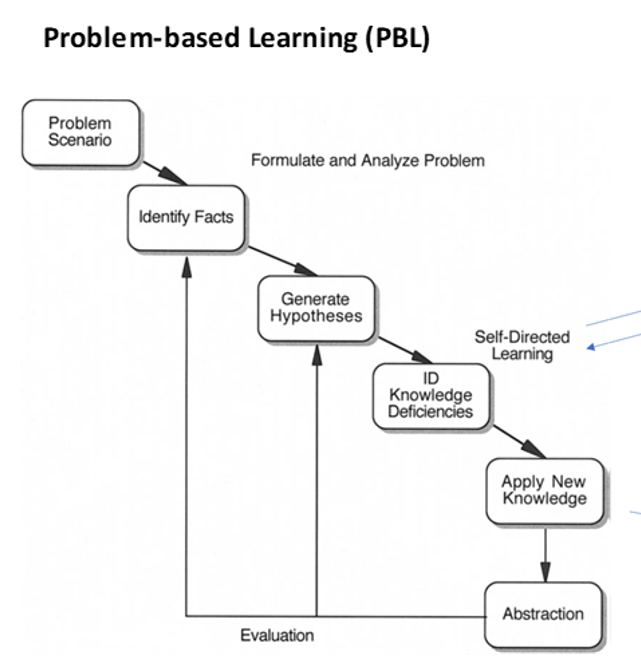 Problem-based Learning (PBL)
Problem
Scenario
Formulate and Analyze Problem
Identify Facts
Generate
Hypotheses
Self-Directed
Learning
ID
Knowledge
Deficiencies
Apply New
Knowledge
Abstraction
Evaluation